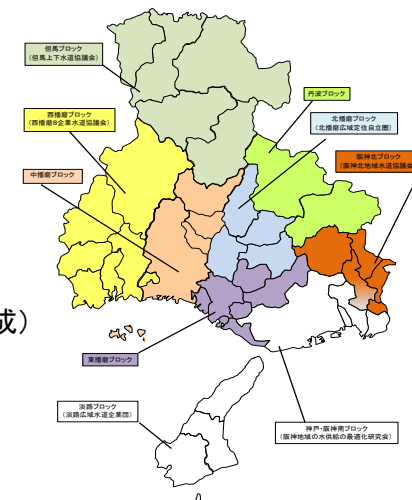 但馬ブロック
(但馬上下水道協議会)
西播磨ブロック
(西播磨8企業水道協議会)
中播磨ブロック
丹波ブロック
北播磨ブロック
(北播磨広域定住自立圏)
阪神北ブロック
(阪神北地域水道協議会)
成)
東播磨ブロック
淡路ブロック
(淡路広域水道企業団)
神戸・阪神南ブロック
(阪神地域の水供給の最適化研究会)